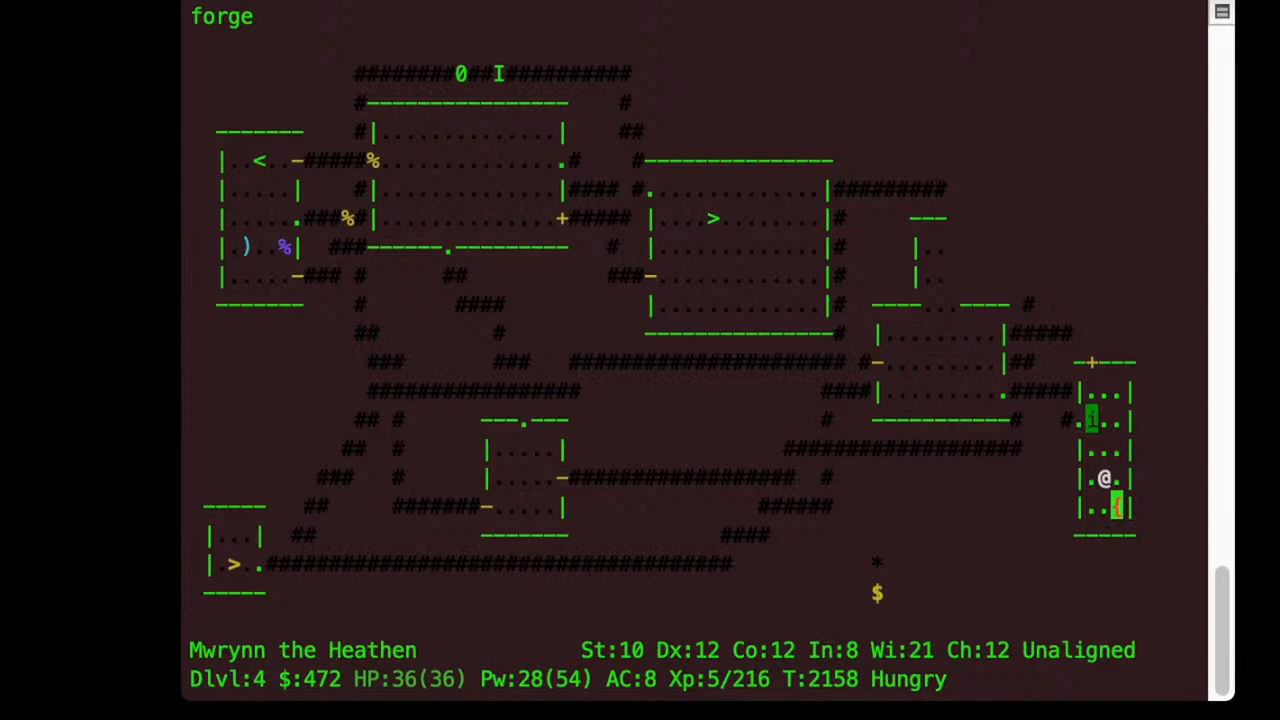 forge
Mwrynn the Heathen St:10 Dx:12 Co:12 In:8 Wi:21 Ch:12 Unaligned
Dlvl:4 $:472 HP:36(36) Pw:28(54) AC:8 Xp:5/216 T:2158 Hungry